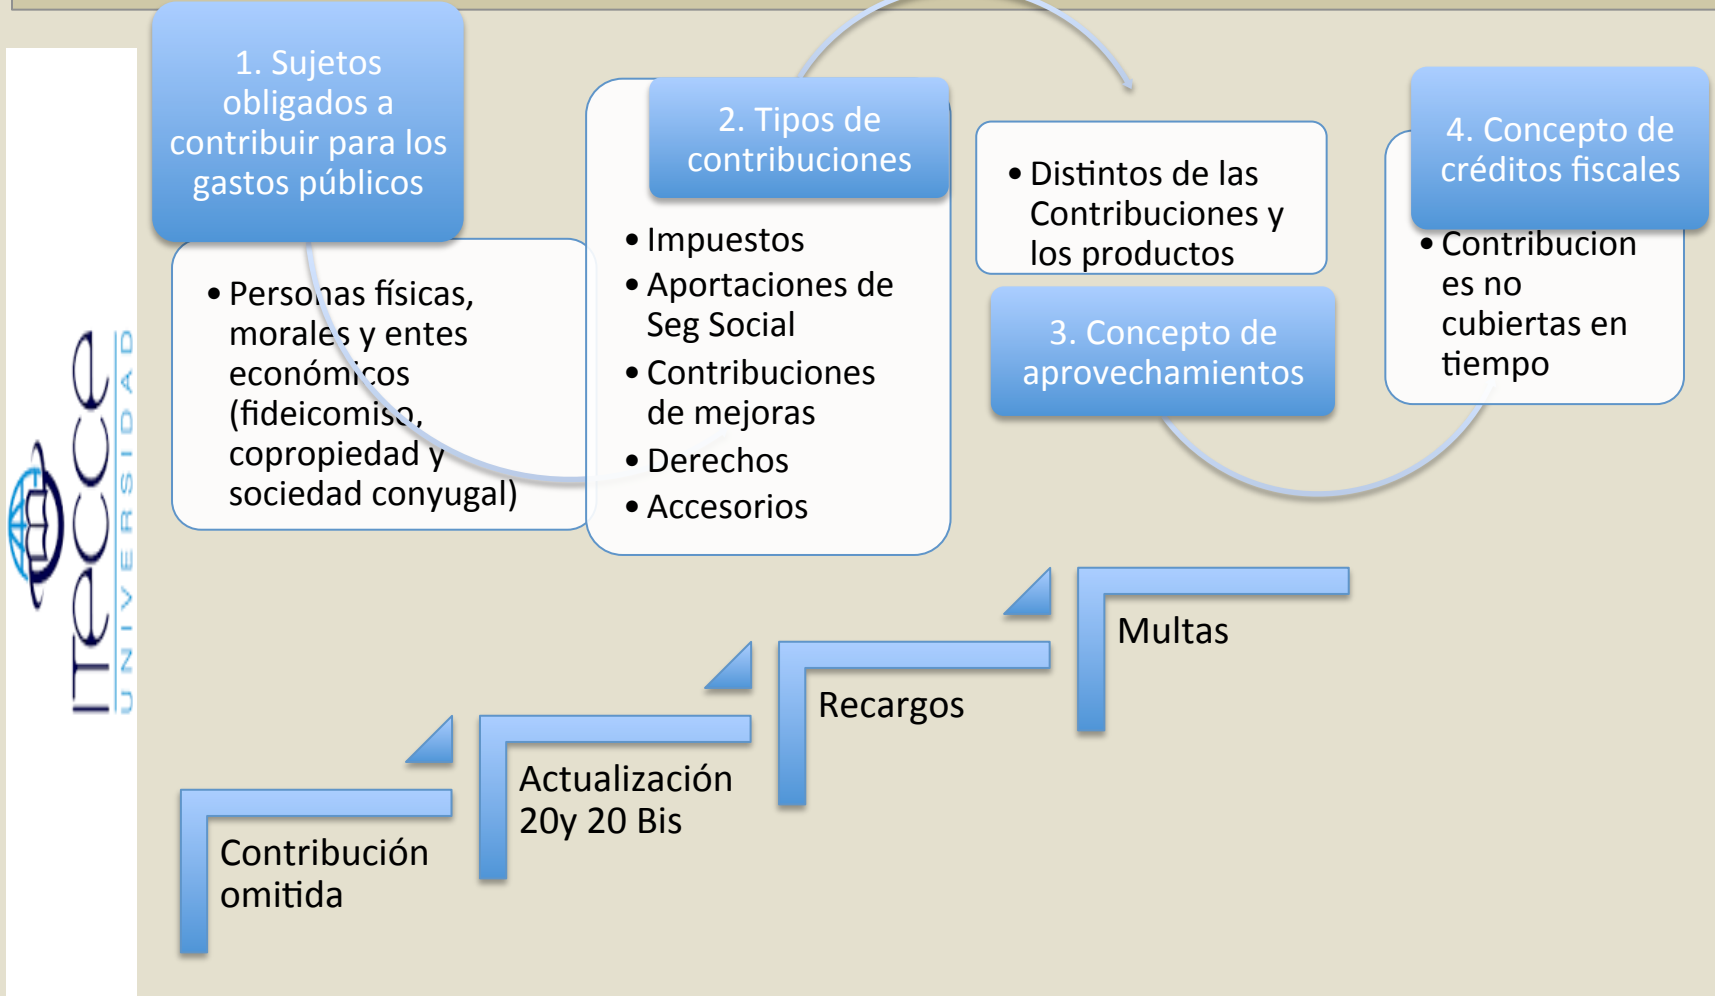 ITECCE
UNIVERSIDAD
1. Sujetos
obligados a
contribuir para los
gastos públicos
• Personas físicas,
morales y entes
económicos
(fideicomiso,
copropiedad y
sociedad conyugal)
2. Tipos de
contribuciones
• Impuestos
• Aportaciones de
Seg Social
• Contribuciones
de mejoras
• Derechos
• Accesorios
• Distintos de las
Contribuciones y
los productos
3. Concepto de
aprovechamientos
4. Concepto de
créditos fiscales
• Contribucion
es no
cubiertas en
tiempo
Contribución
omitida
Actualización
20y 20 Bis
Recargos
Multas